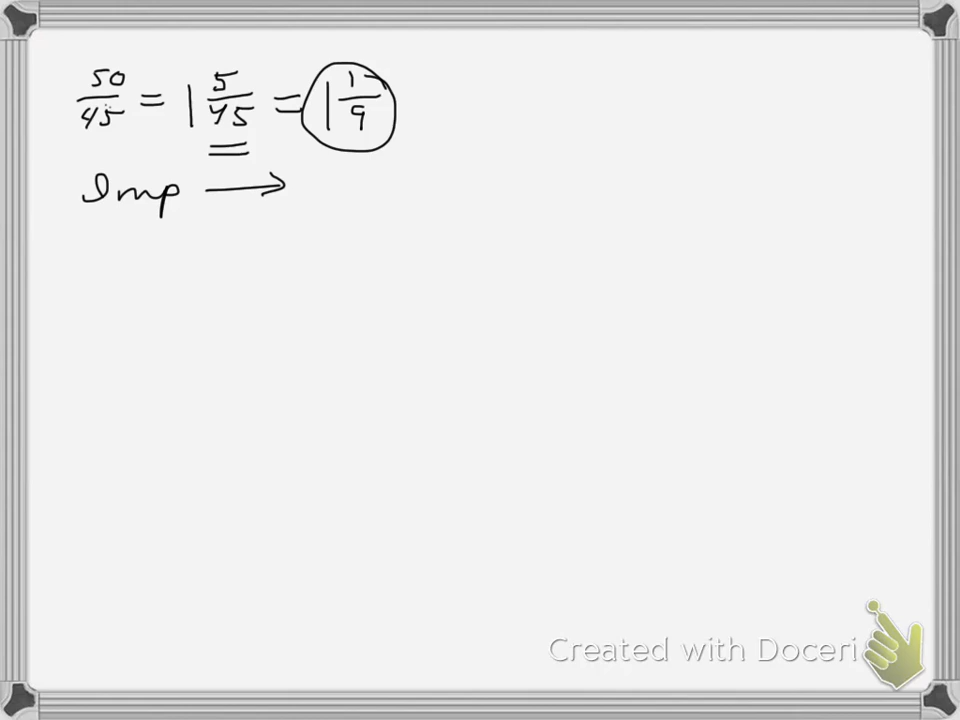 50/45 = 1 5/45 = 1 1/9
Imp →
Created with Doceri